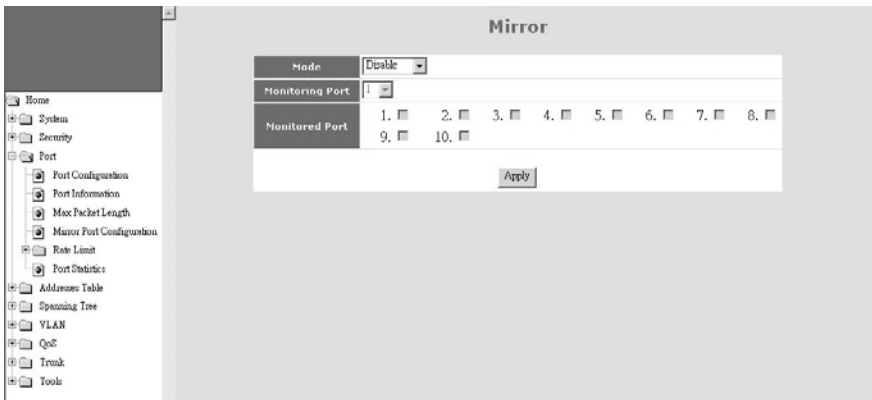 Home
System
Security
Port
Port Configuration
Port Information
Max Packet Length
Mirror Port Configuration
Rate Limit
Port Statistics
Addresses Table
Spanning Tree
VLAN
QoS
Trunk
Tools
Mirror
Mode Disable
Monitoring Port 1
Monitored Port
1. 2. 3. 4. 5. 6. 7. 8.
9. 10.
Apply